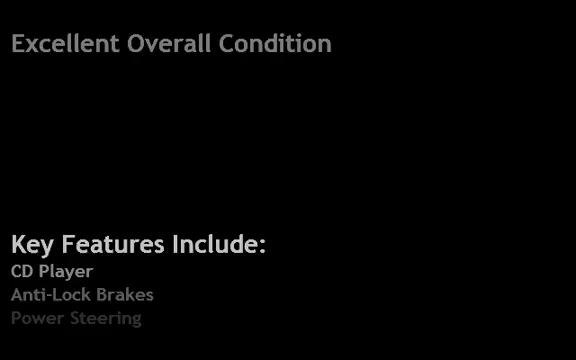 Excellent Overall Condition
Key Features Include:
CD Player
Anti-Lock Brakes
Power Steering